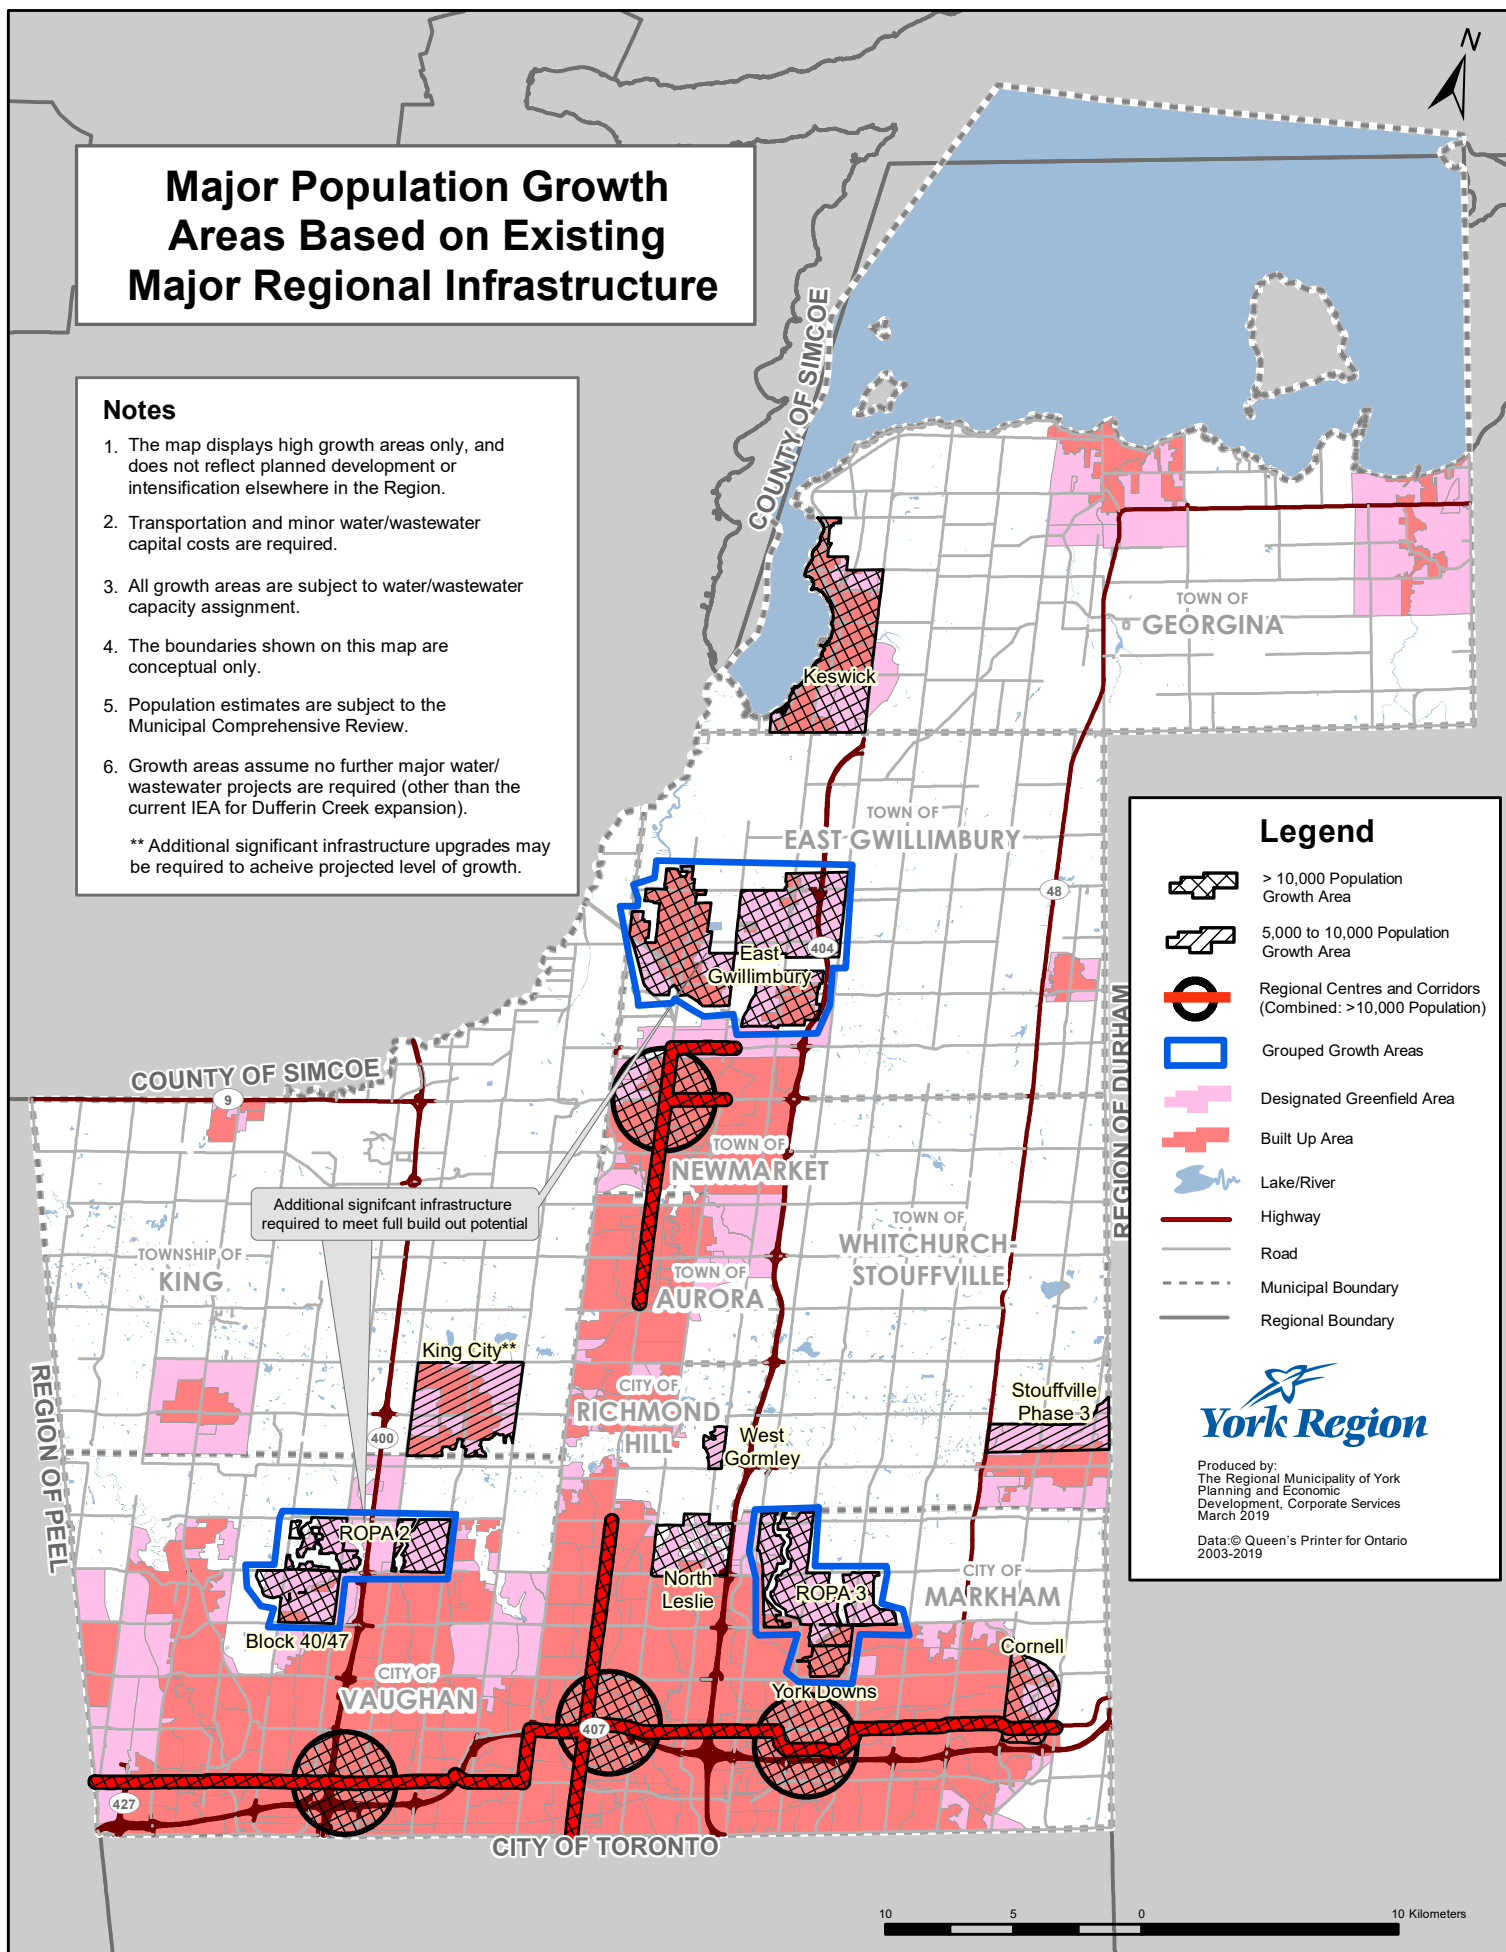 N
Major Population Growth
Areas Based on Existing
Major Regional Infrastructure
Notes
1. The map displays high growth areas only, and
does not reflect planned development or
intensification elsewhere in the Region.
2. Transportation and minor water/wastewater
capital costs are required.
3. All growth areas are subject to water/wastewater
capacity assignment.
4. The boundaries shown on this map are
conceptual only.
5. Population estimates are subject to the
Municipal Comprehensive Review.
6. Growth areas assume no further major water/
wastewater projects are required (other than the
current IEA for Dufferin Creek expansion).
** Additional significant infrastructure upgrades may
be required to acheive projected level of growth.
COUNTY OF SIMCOE
TOWN OF
GEORGINA
Keswick
TOWN OF
EAST GWILLIMBURY
48
404
East
Gwillimbury
COUNTY OF SIMCOE
9
REGION OF DURHAM
TOWN OF
NEWMARKET
Additional signifcant infrastructure
required to meet full build out potential
TOWNSHIP OF
KING
TOWN OF
WHITCHURCH-
STOUFFVILLE
TOWN OF
AURORA
King City**
REGION OF PEEL
CITY OF
RICHMOND
HILL
400
West
Gormley
Stouffville
Phase 3
ROPA 2
Block 40/47
North
Leslie
ROPA 3
CITY OF
MARKHAM
Cornell
CITY OF
VAUGHAN
York Downs
407
427
CITY OF TORONTO
Legend
> 10,000 Population
Growth Area
5,000 to 10,000 Population
Growth Area
Regional Centres and Corridors
(Combined: >10,000 Population)
Grouped Growth Areas
Designated Greenfield Area
Built Up Area
Lake/River
Highway
Road
Municipal Boundary
Regional Boundary
York Region
Produced by:
The Regional Municipality of York
Planning and Economic
Development, Corporate Services
March 2019
Data:© Queen's Printer for Ontario
2003-2019
10 5 0 10 Kilometers